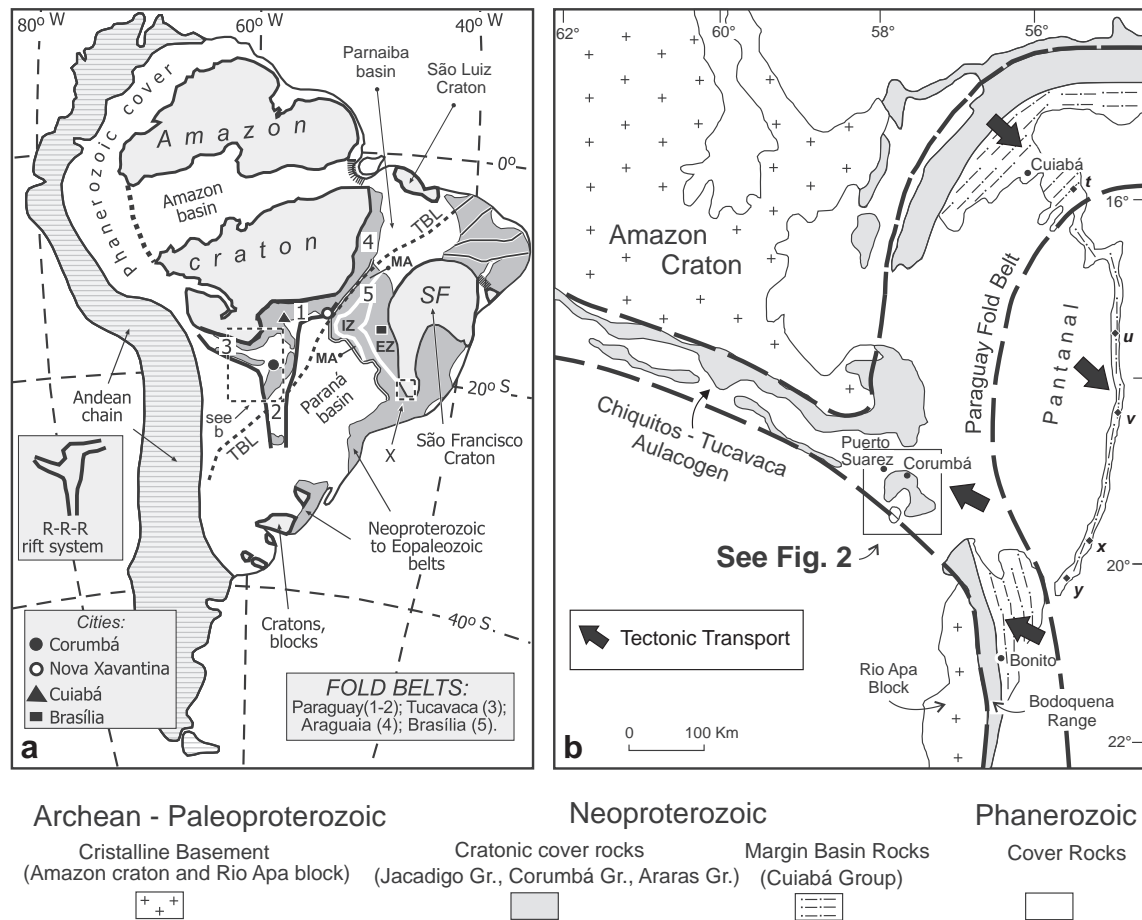 80º W
60º W
40º W
Parnaiba
basin
São Luiz
Craton
Phanerozoic cover
Amazon
0º
Amazon
basin
TBL
craton
4
MA
5
SF
1
IZ
EZ
3
MA
20º S
Paraná
basin
Andean
chain
see
b
2
TBL
X
São Francisco
Craton
R-R-R
rift system
Neoproterozoic
to Eopaleozoic
belts
Cratons,
blocks
40º S.
Cities:
Corumbá
Nova Xavantina
Cuiabá
Brasília
FOLD BELTS:
Paraguay(1-2); Tucavaca (3);
Araguaia (4); Brasília (5).
a
62°
60°
58°
56°
Cuiabá
t
16°
Amazon
Craton
Paraguay Fold Belt
Pantanal
u
v
Chiquitos - Tucavaca
Aulacogen
Puerto
Suarez
Corumbá
See Fig. 2
x
20°
y
Tectonic Transport
Bonito
Rio Apa
Block
Bodoquena
Range
0 100 Km
22°
b
Archean - Paleoproterozoic
Neoproterozoic
Phanerozoic
Cristalline Basement
(Amazon craton and Rio Apa block)
Cratonic cover rocks
(Jacadigo Gr., Corumbá Gr., Araras Gr.)
Margin Basin Rocks
(Cuiabá Group)
Cover Rocks